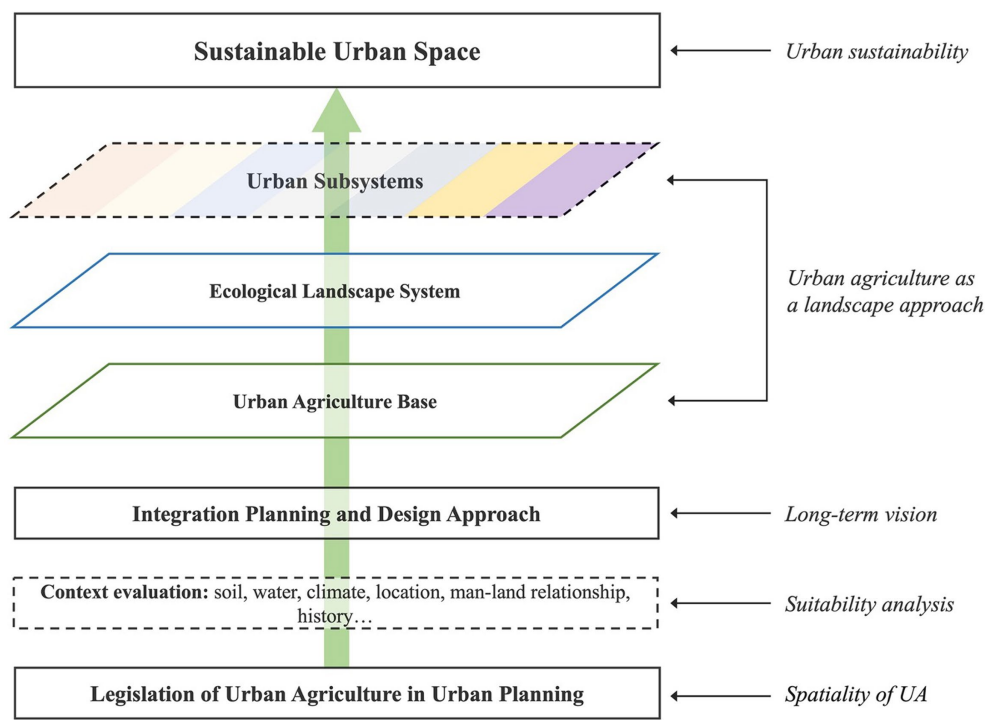 Sustainable Urban Space
Urban sustainability
Urban Subsystems
Ecological Landscape System
Urban agriculture as
a landscape approach
Urban Agriculture Base
Integration Planning and Design Approach
Long-term vision
Context evaluation: soil, water, climate, location, man-land relationship,
history…
Suitability analysis
Legislation of Urban Agriculture in Urban Planning
Spatiality of UA